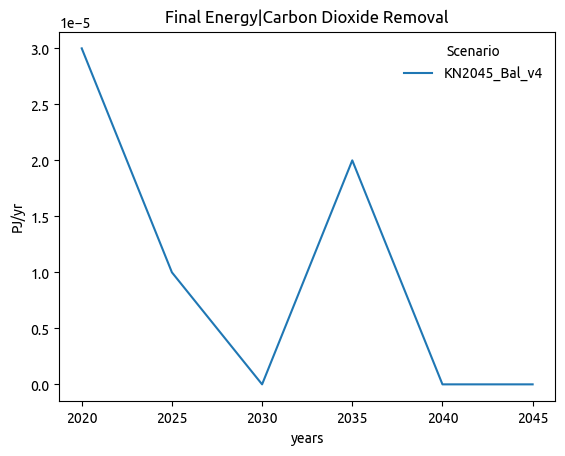 Final Energy|Carbon Dioxide Removal
1e−5
Scenario
KN2045_Bal_v4
3.0
2.5
2.0
1.5
1.0
0.5
0.0
PJ/yr
2020 2025 2030 2035 2040 2045
years